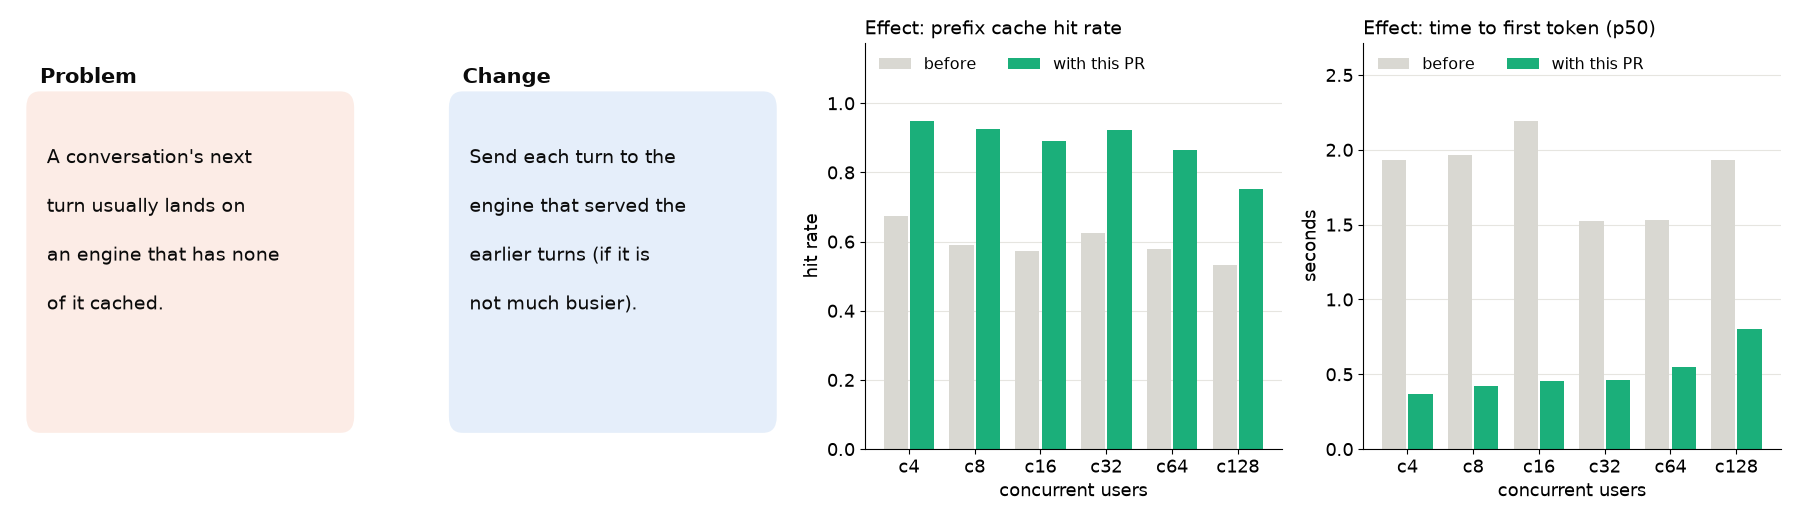 Problem
A conversation's next
turn usually lands on
an engine that has none
of it cached.
Change
Send each turn to the
engine that served the
earlier turns (if it is
not much busier).
Effect: prefix cache hit rate
before with this PR
1.0
0.8
0.6
0.4
0.2
0.0
hit rate
c4 c8 c16 c32 c64 c128
concurrent users
Effect: time to first token (p50)
before with this PR
2.5
2.0
1.5
1.0
0.5
0.0
seconds
c4 c8 c16 c32 c64 c128
concurrent users